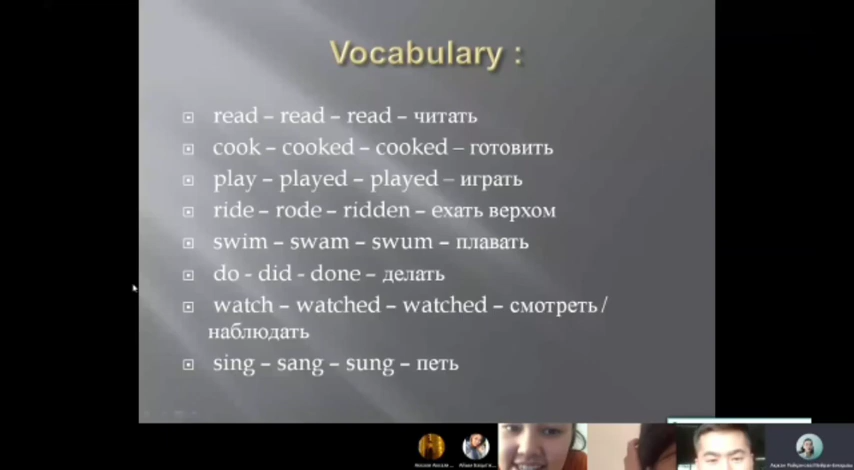 Vocabulary :
read – read – read – читать
cook – cooked – cooked – готовить
play – played – played – играть
ride – rode – ridden – ехать верхом
swim – swam – swum – плавать
do - did - done – делать
watch – watched – watched – смотреть /
наблюдать
sing – sang – sung – петь